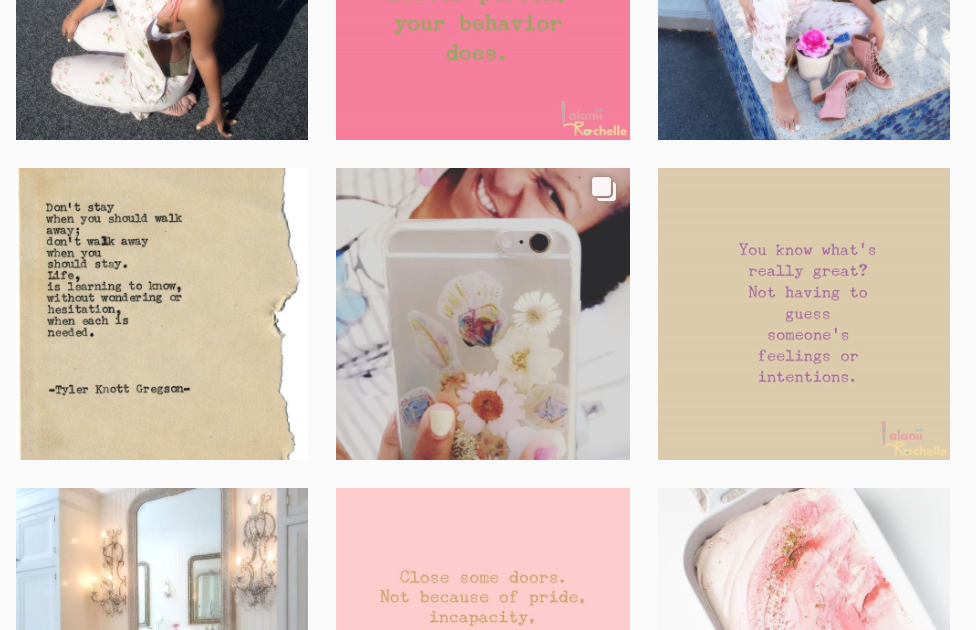 your behavior
does.
Lalanii
Rochelle
Don't stay
when you should walk
away;
don't walk away
when you
should stay.
Life,
is learning to know,
without wondering or
hesitation,
when each is
needed.
-Tyler Knott Gregson-
You know what's
really great?
Not having to
guess
someone's
feelings or
intentions.
Lalanii
Rochelle
Close some doors.
Not because of pride,
incapacity,